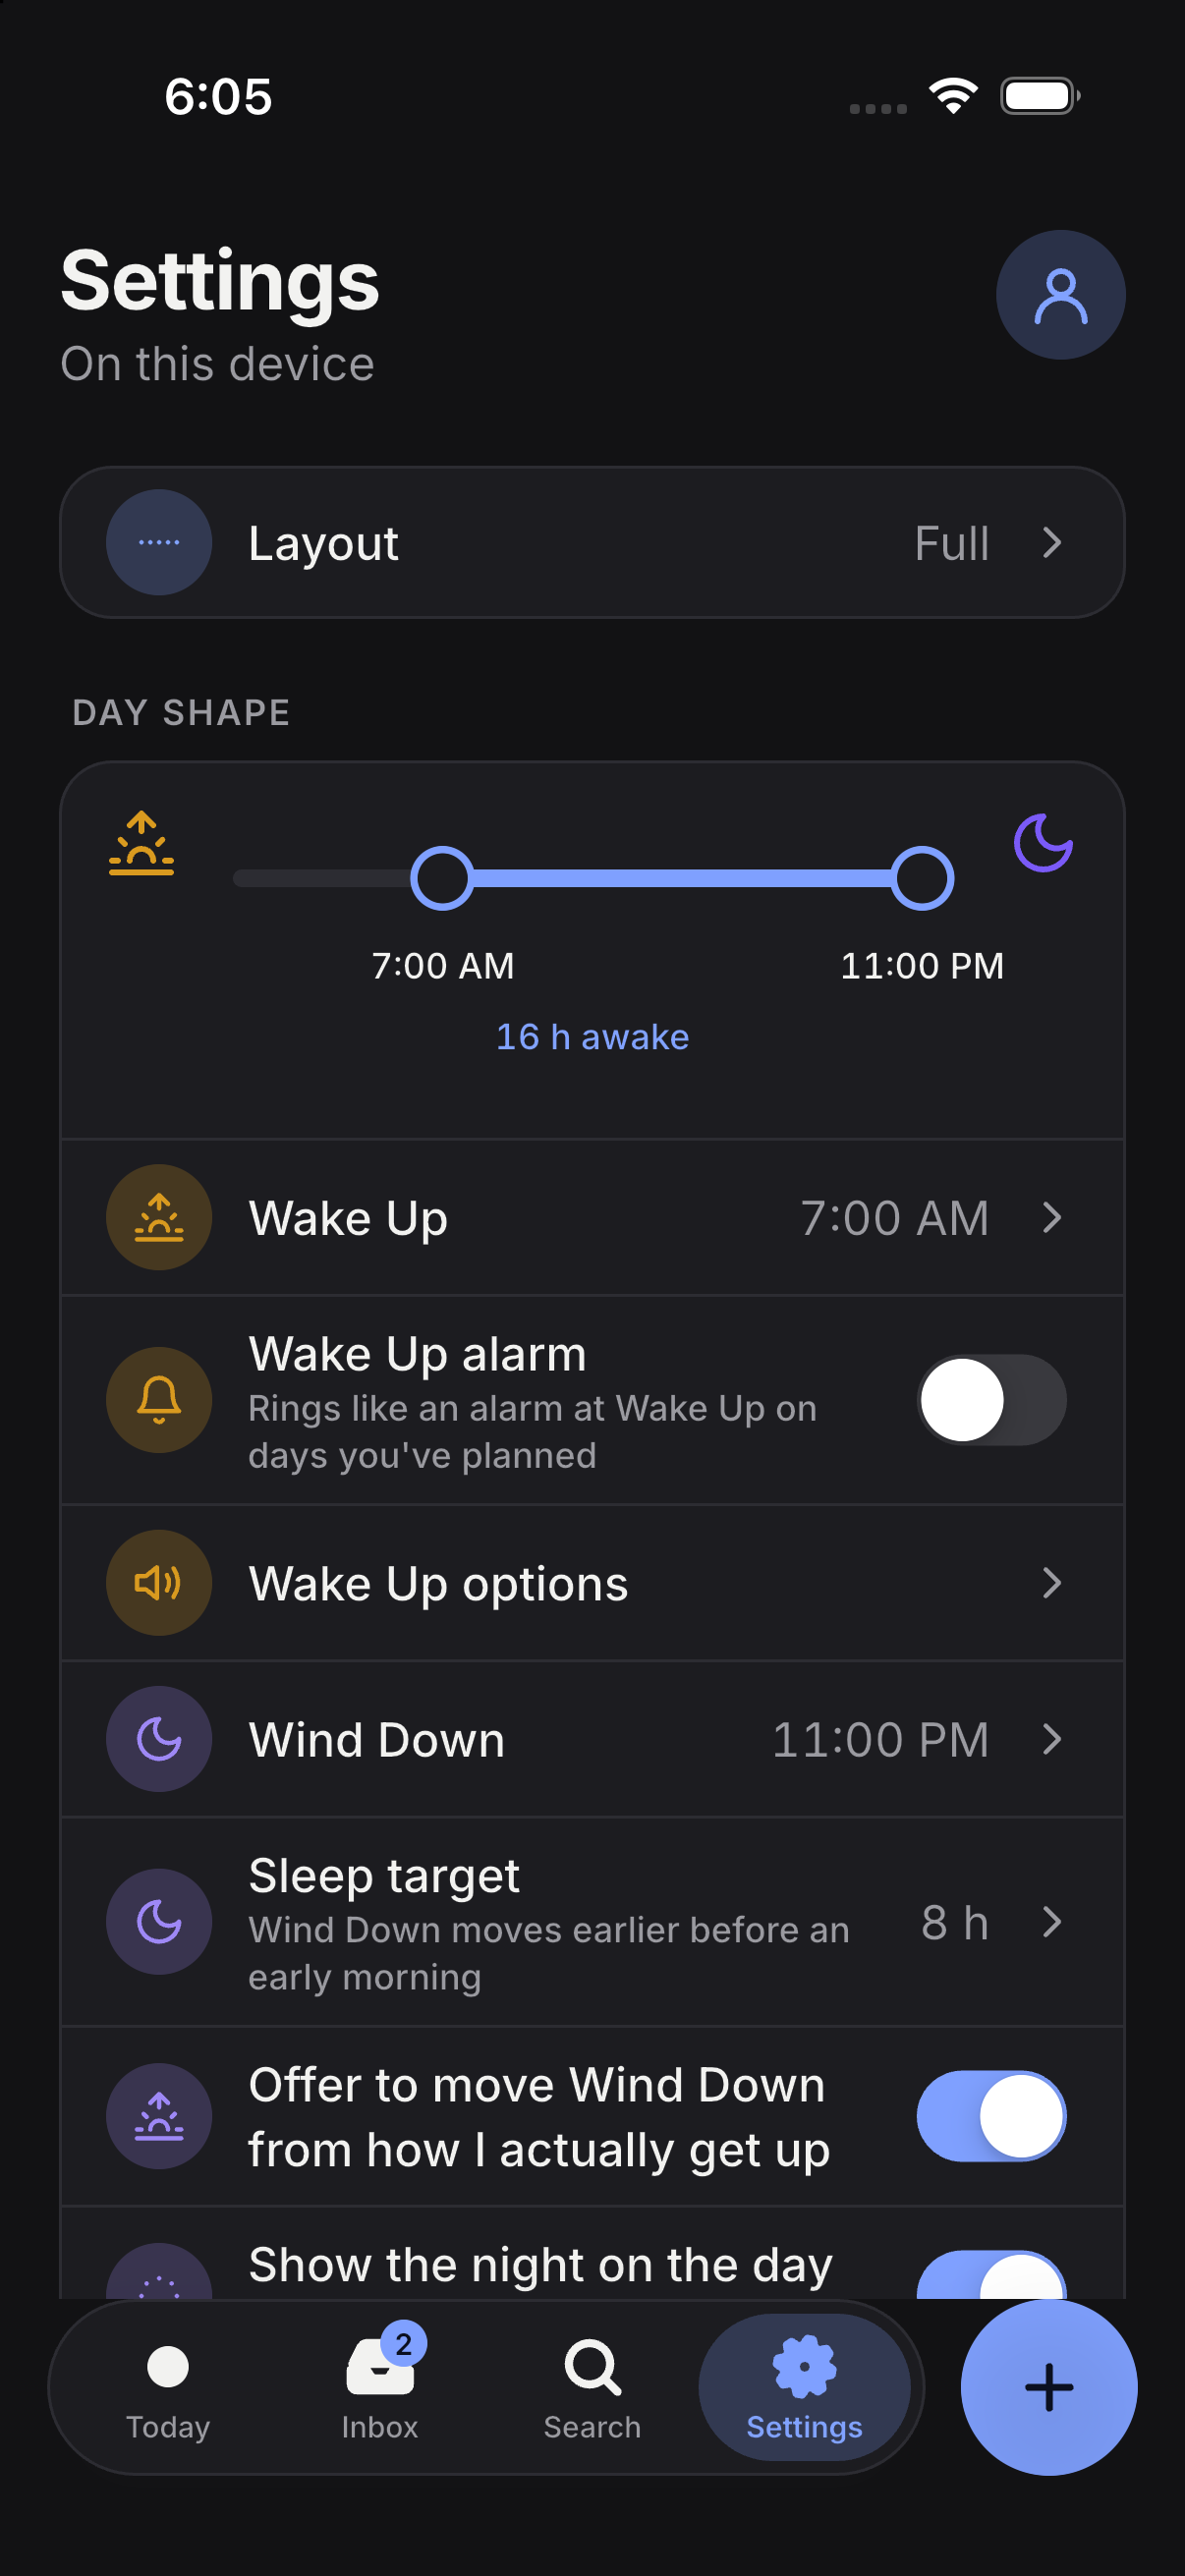 6:05
Settings
On this device
Layout
Full
DAY SHAPE
7:00 AM
11:00 PM
16 h awake
Wake Up
7:00 AM
Wake Up alarm
Rings like an alarm at Wake Up on
days you've planned
Wake Up options
Wind Down
11:00 PM
Sleep target
Wind Down moves earlier before an
early morning
8 h
Offer to move Wind Down
from how I actually get up
Show the night on the day
Today
2
Inbox
Search
Settings